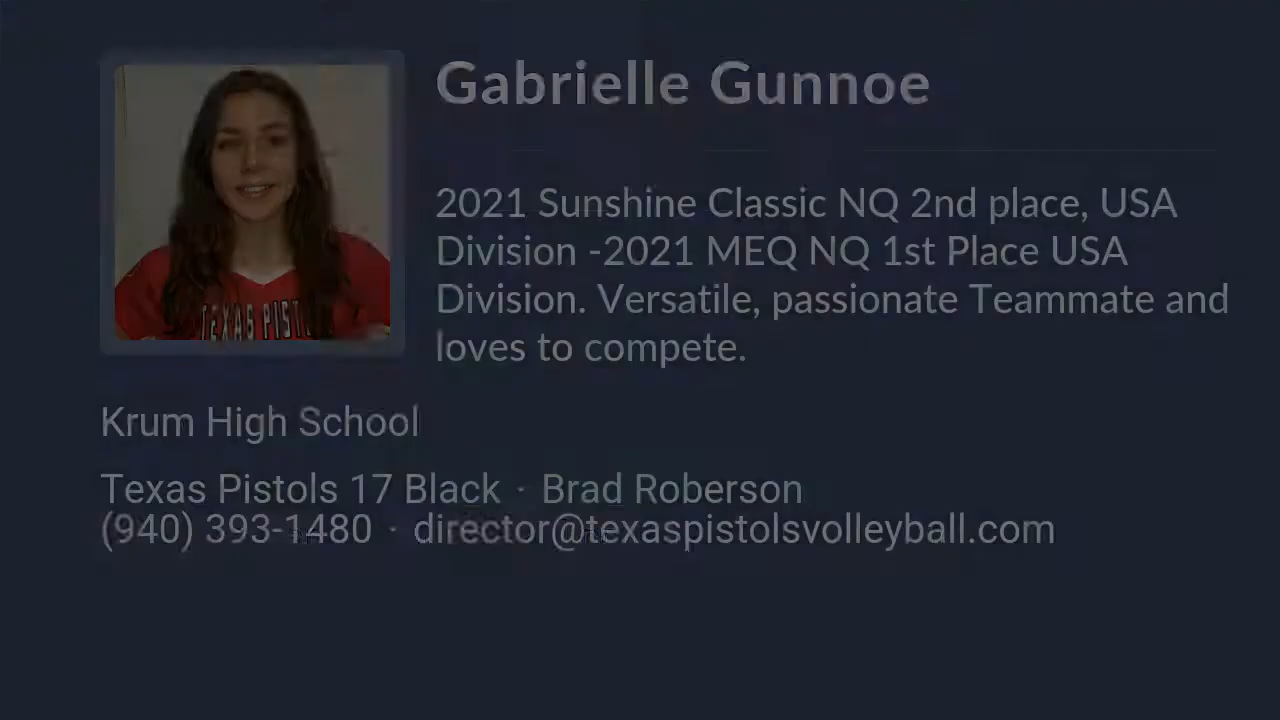 Gabrielle Gunnoe
2021 Sunshine Classic NQ 2nd place, USA
Division -2021 MEQ NQ 1st Place USA
Division. Versatile, passionate Teammate and
loves to compete.
TEXAS PIST
Krum High School
Texas Pistols 17 Black · Brad Roberson
(940) 393-1480 · director@texaspistolsvolleyball.com